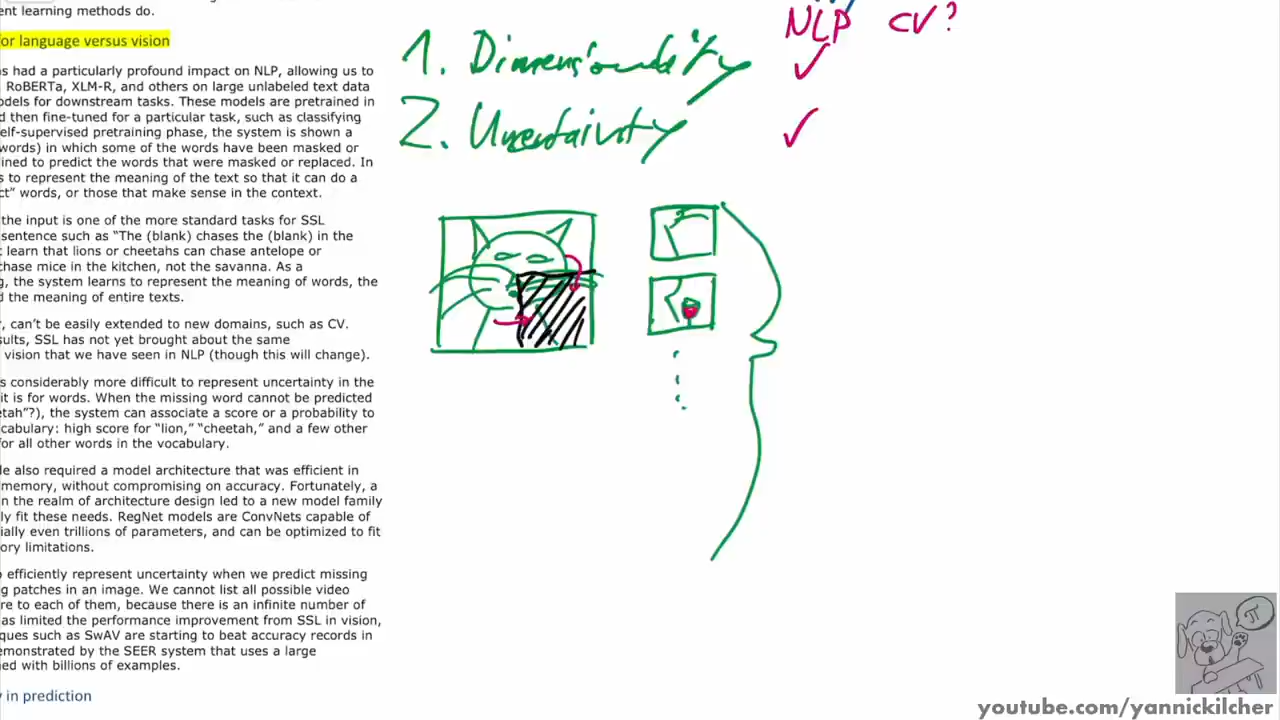 ent learning methods do.
or language versus vision
s had a particularly profound impact on NLP, allowing us to
RoBERTa, XLM-R, and others on large unlabeled text data
odels for downstream tasks. These models are pretrained in
d then fine-tuned for a particular task, such as classifying
elf-supervised pretraining phase, the system is shown a
words) in which some of the words have been masked or
ined to predict the words that were masked or replaced. In
s to represent the meaning of the text so that it can do a
ct” words, or those that make sense in the context.
the input is one of the more standard tasks for SSL
sentence such as “The (blank) chases the (blank) in the
t learn that lions or cheetahs can chase antelope or
chase mice in the kitchen, not the savanna. As a
g, the system learns to represent the meaning of words, the
d the meaning of entire texts.
r, can’t be easily extended to new domains, such as CV.
sults, SSL has not yet brought about the same
vision that we have seen in NLP (though this will change).
s considerably more difficult to represent uncertainty in the
it is for words. When the missing word cannot be predicted
etah”?), the system can associate a score or a probability to
cabulary: high score for “lion,” “cheetah,” and a few other
for all other words in the vocabulary.
le also required a model architecture that was efficient in
memory, without compromising on accuracy. Fortunately, a
n the realm of architecture design led to a new model family
ly fit these needs. RegNet models are ConvNets capable of
ially even trillions of parameters, and can be optimized to fit
ory limitations.
o efficiently represent uncertainty when we predict missing
g patches in an image. We cannot list all possible video
re to each of them, because there is an infinite number of
as limited the performance improvement from SSL in vision,
ques such as SwAV are starting to beat accuracy records in
emonstrated by the SEER system that uses a large
ned with billions of examples.
y in prediction
NLP CV?
1. Dimensionality ✓
2. Uncertainty ✓
π
youtube.com/yannickilcher